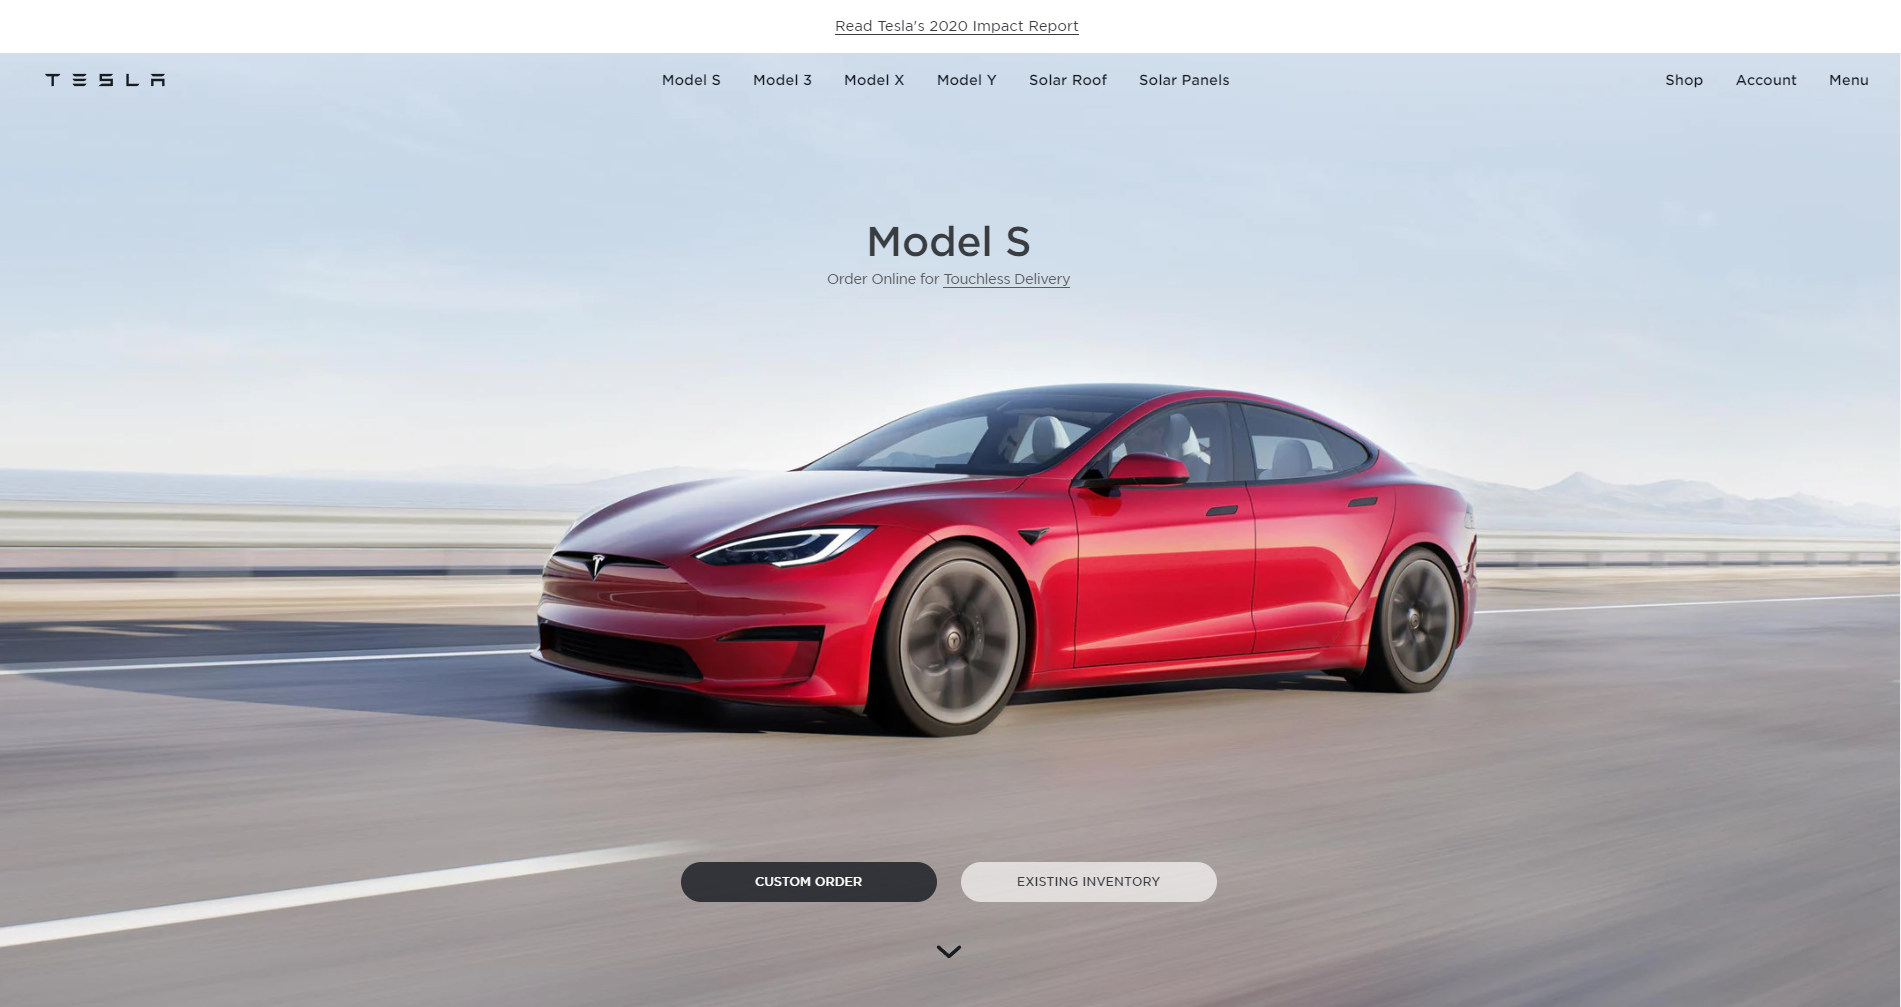 Read Tesla's 2020 Impact Report
TESLA Model S Model 3 Model X Model Y Solar Roof Solar Panels Shop Account Menu
Model S
Order Online for Touchless Delivery
CUSTOM ORDER EXISTING INVENTORY